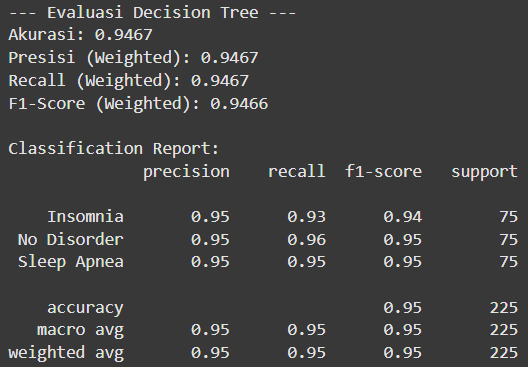 --- Evaluasi Decision Tree ---
Akurasi: 0.9467
Presisi (Weighted): 0.9467
Recall (Weighted): 0.9467
F1-Score (Weighted): 0.9466
Classification Report:
precision recall f1-score support
Insomnia 0.95 0.93 0.94 75
No Disorder 0.95 0.96 0.95 75
Sleep Apnea 0.95 0.95 0.95 75
accuracy 0.95 225
macro avg 0.95 0.95 0.95 225
weighted avg 0.95 0.95 0.95 225